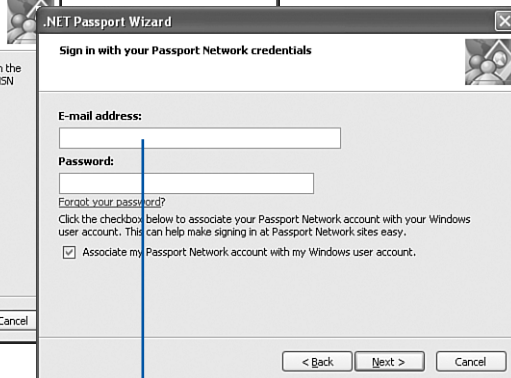 .NET Passport Wizard
Sign in with your Passport Network credentials
E-mail address:
Password:
Forgot your password?
Click the checkbox below to associate your Passport Network account with your Windows
user account. This can help make signing in at Passport Network sites easy.
Associate my Passport Network account with my Windows user account.
< Back
Next >
Cancel
the
Cancel